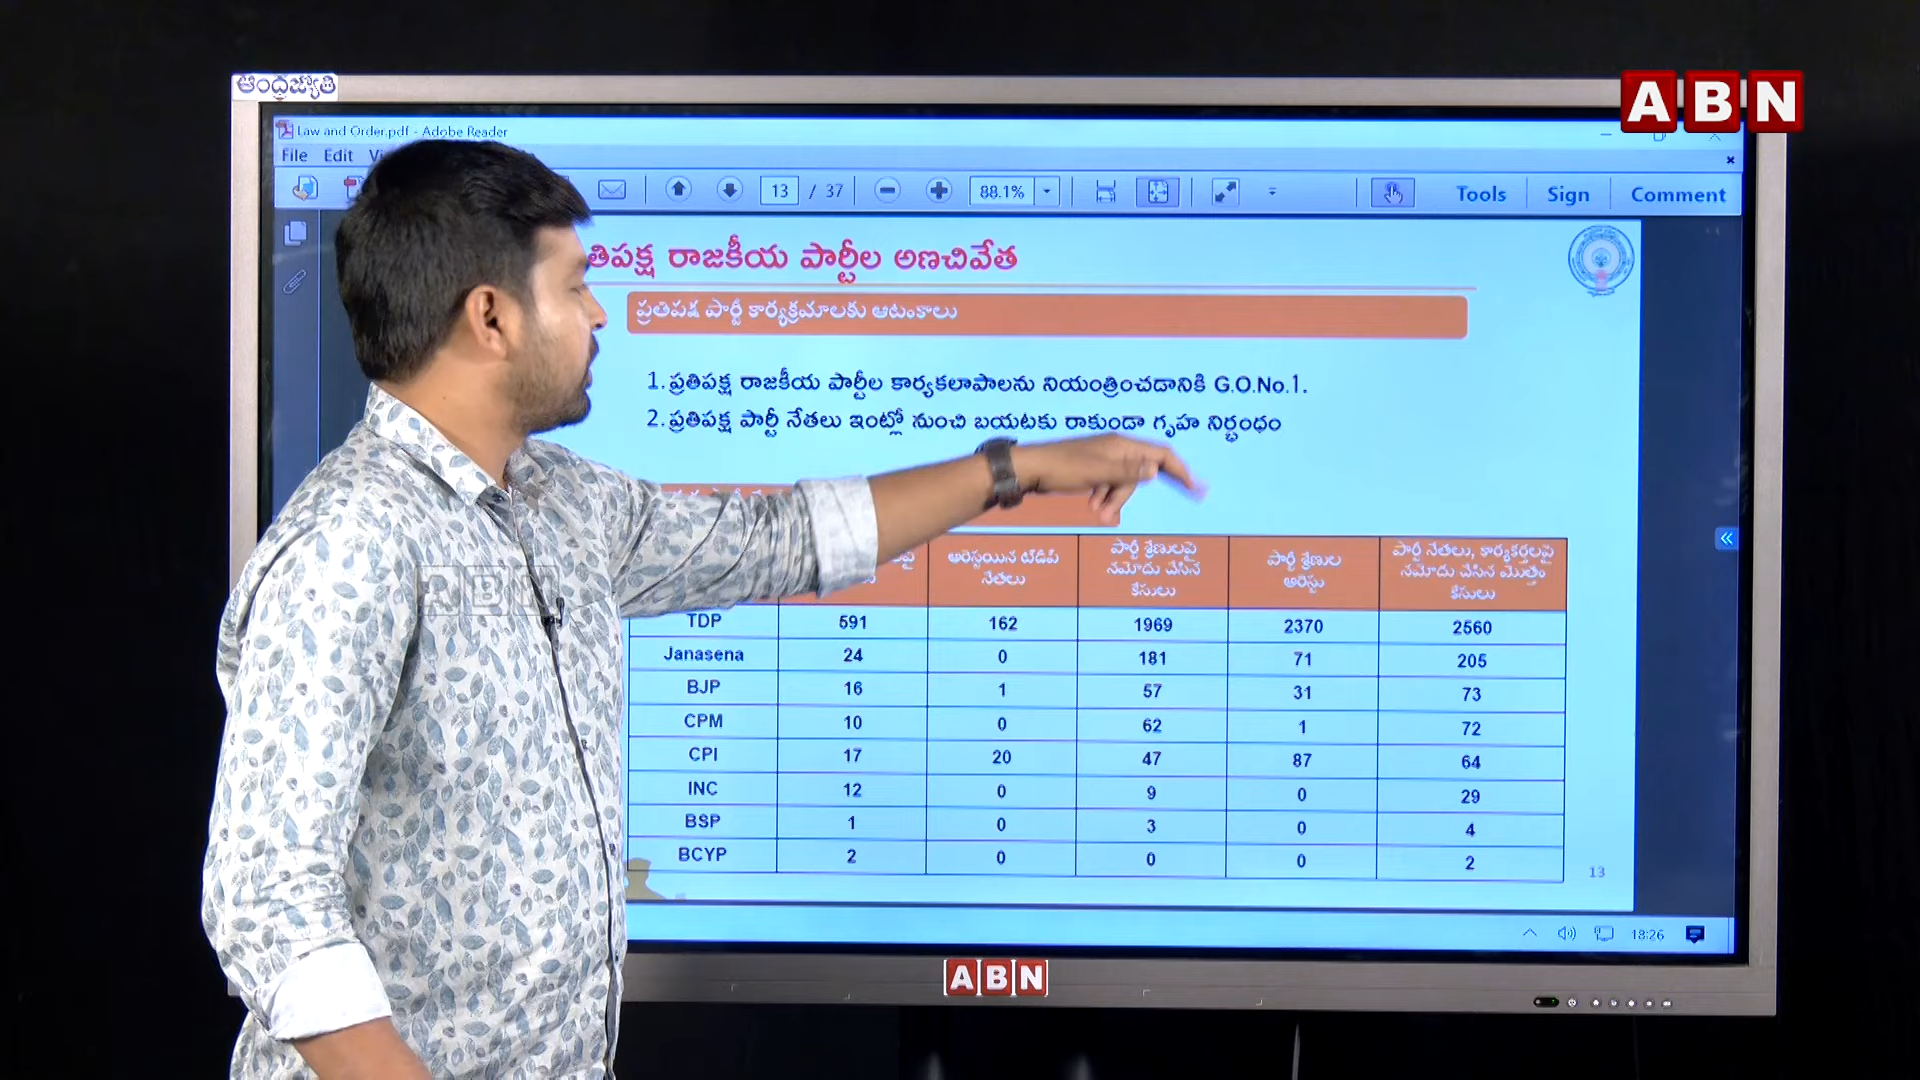 ఆంధ్రజ్యోతి
ABN
Law and Order.pdf - Adobe Reader
File Edit
13 / 37
88.1%
Tools
Sign
Comment
రాజకీయ పార్టీల అణచివేత
ప్రతిపక్ష పార్టీ కార్యక్రమాలకు ఆటంకాలు
1. ప్రతిపక్ష రాజకీయ పార్టీల కార్యకలాపాలను నియంత్రించడానికి G.O.No.1.
2. ప్రతిపక్ష పార్టీ నేతలు ఇంట్లో నుంచి బయటకు రాకుండా గృహ నిర్బంధం
అరెస్టయిన టీడీపీ నేతలు
పార్టీ శ్రేణులపై నమోదు చేసిన కేసులు
పార్టీ శ్రేణుల అరెస్టు
పార్టీ నేతలు, కార్యకర్తలపై నమోదు చేసిన మొత్తం కేసులు
TDP 591 162 1969 2370 2560
Janasena 24 0 181 71 205
BJP 16 1 57 31 73
CPM 10 0 62 1 72
CPI 17 20 47 87 64
INC 12 0 9 0 29
BSP 1 0 3 0 4
BCYP 2 0 0 0 2
13
18:26
ABN
ABN